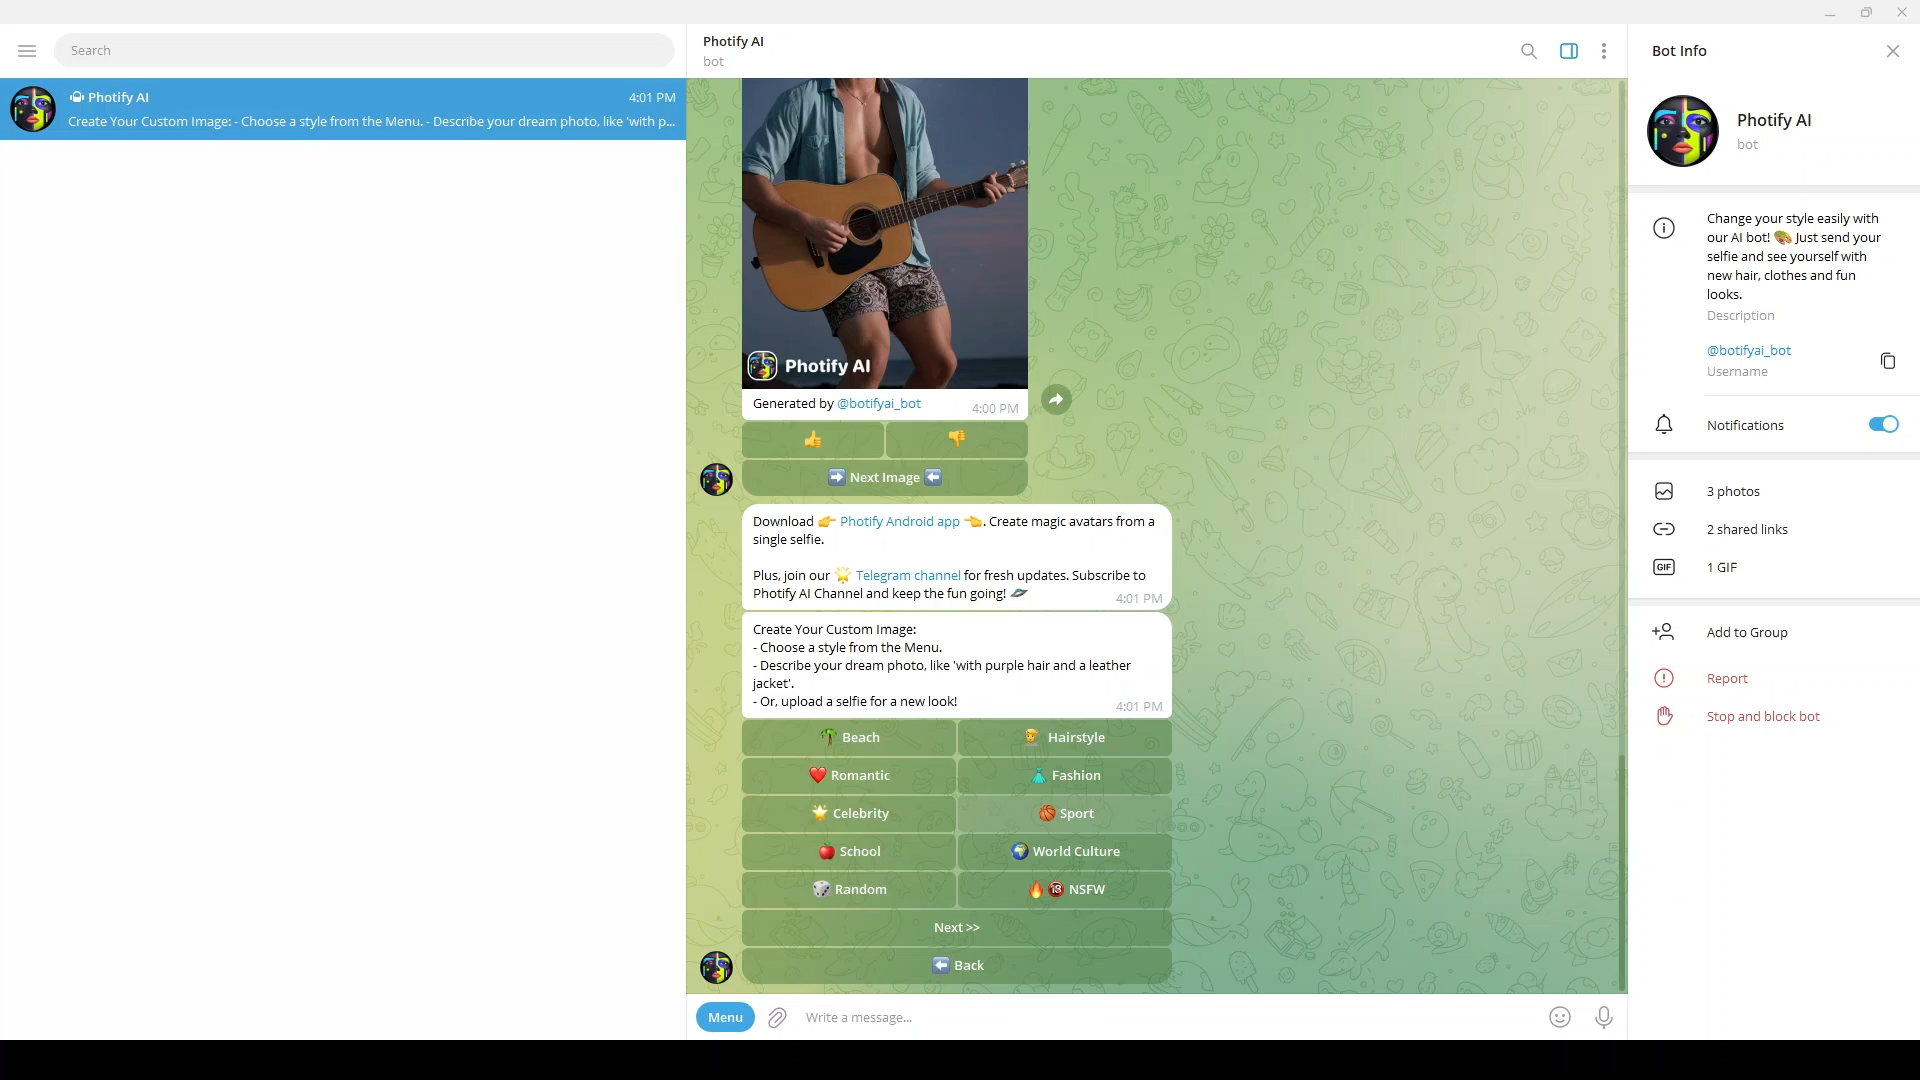 Search
Photify AI
4:01 PM
Create Your Custom Image: - Choose a style from the Menu. - Describe your dream photo, like 'with p...
Photify AI
bot
Photify AI
Generated by @botifyai_bot
4:00 PM
Next Image
Download 👉 Photify Android app 👈. Create magic avatars from a
single selfie.
Plus, join our 🌟 Telegram channel for fresh updates. Subscribe to
Photify AI Channel and keep the fun going! 🛸
4:01 PM
Create Your Custom Image:
- Choose a style from the Menu.
- Describe your dream photo, like 'with purple hair and a leather
jacket'.
- Or, upload a selfie for a new look!
4:01 PM
Beach
Hairstyle
Romantic
Fashion
Celebrity
Sport
School
World Culture
Random
🔥🔞 NSFW
Next >>
Back
Menu
Write a message...
Bot Info
Photify AI
bot
Change your style easily with
our AI bot! 🎨 Just send your
selfie and see yourself with
new hair, clothes and fun
looks.
Description
@botifyai_bot
Username
Notifications
3 photos
2 shared links
GIF
1 GIF
Add to Group
Report
Stop and block bot